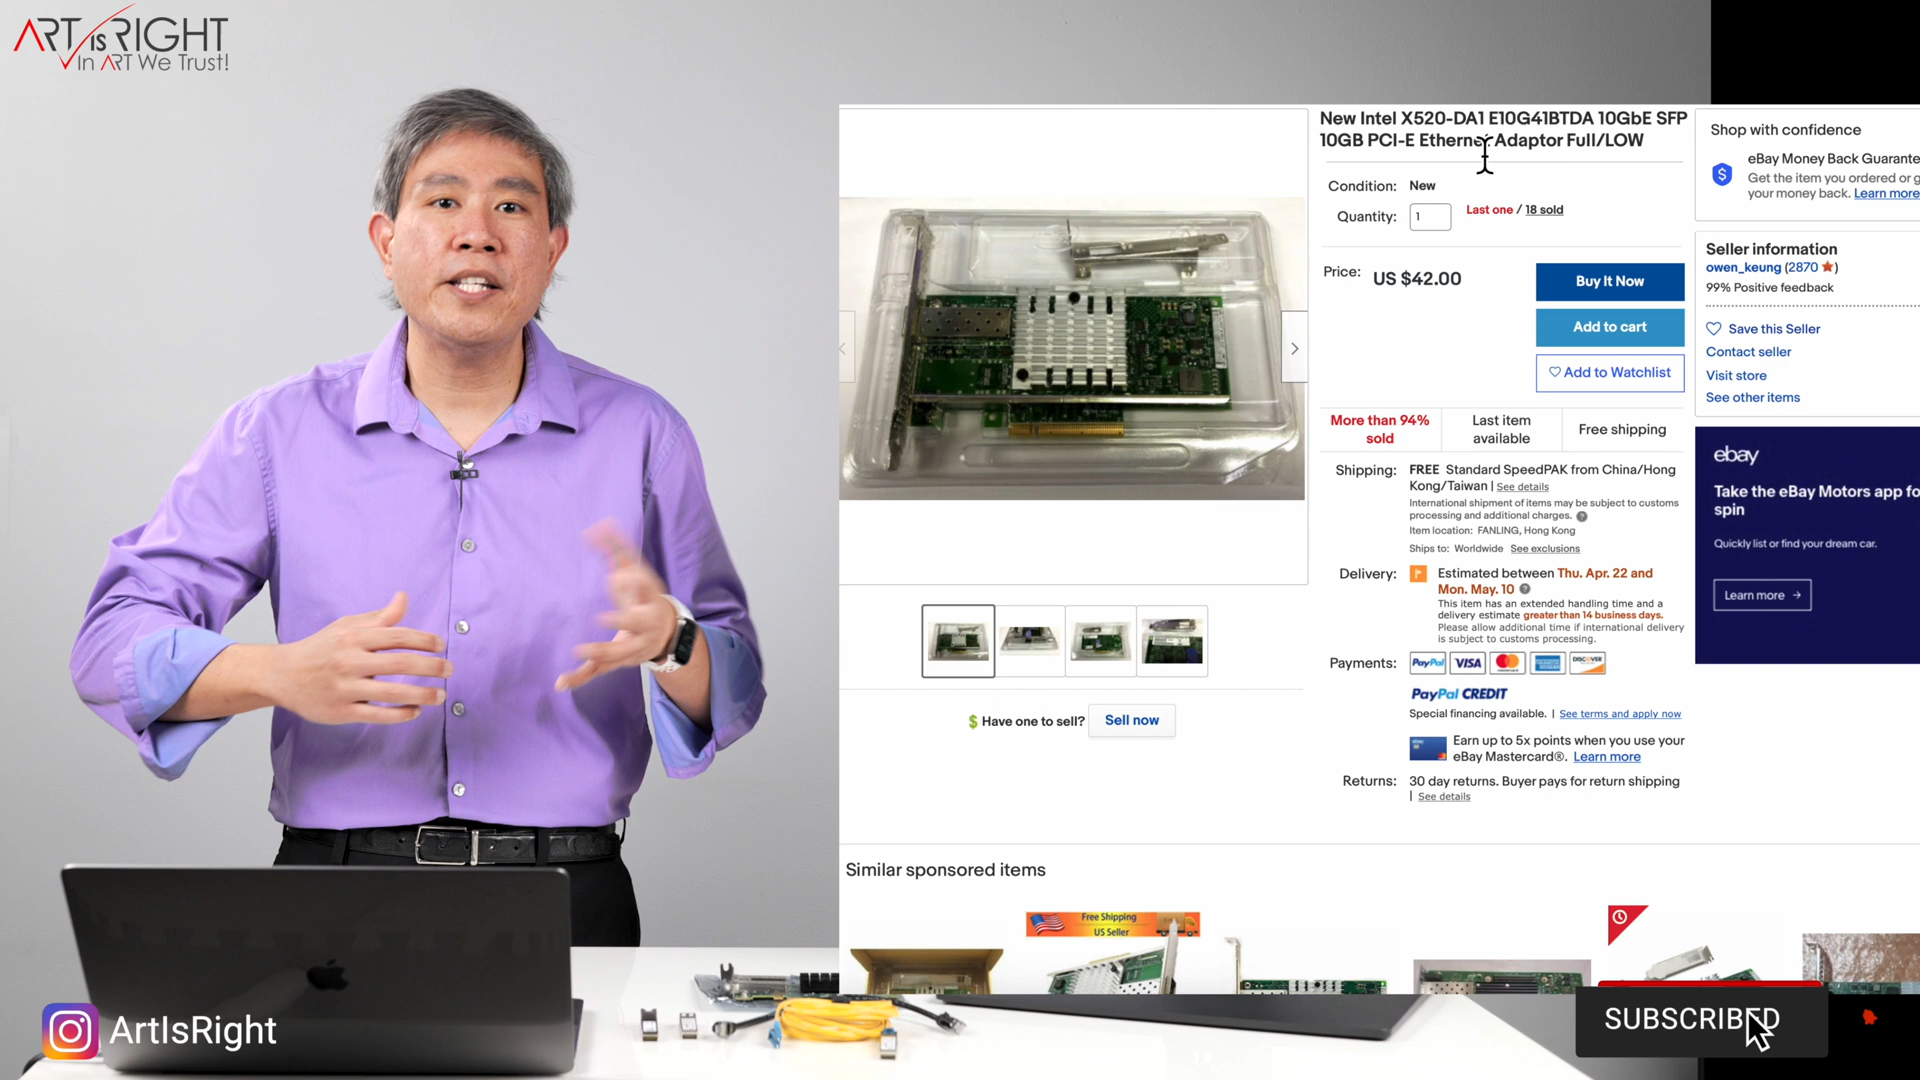 ART is RIGHT
In ART We Trust!
New Intel X520-DA1 E10G41BTDA 10GbE SFP
10GB PCI-E Ethernet Adaptor Full/LOW
Condition: New
Quantity: 1 Last one / 18 sold
Price: US $42.00
Buy It Now
Add to cart
Add to Watchlist
More than 94% sold
Last item available
Free shipping
Shipping: FREE Standard SpeedPAK from China/Hong
Kong/Taiwan | See details
International shipment of items may be subject to customs
processing and additional charges.
Item location: FANLING, Hong Kong
Ships to: Worldwide See exclusions
Delivery: Estimated between Thu. Apr. 22 and
Mon. May. 10
This item has an extended handling time and a
delivery estimate greater than 14 business days.
Please allow additional time if international delivery
is subject to customs processing.
Payments: PayPal VISA MasterCard AMERICAN EXPRESS DISCOVER
PayPal CREDIT
Special financing available. | See terms and apply now
Earn up to 5x points when you use your
eBay Mastercard®. Learn more
Returns: 30 day returns. Buyer pays for return shipping
| See details
Shop with confidence
eBay Money Back Guarante
Get the item you ordered or g
your money back. Learn more
Seller information
owen_keung (2870)
99% Positive feedback
Save this Seller
Contact seller
Visit store
See other items
ebay
Take the eBay Motors app fo
spin
Quickly list or find your dream car.
Learn more
Have one to sell? Sell now
Similar sponsored items
Free Shipping
US Seller
ArtIsRight
SUBSCRIBED